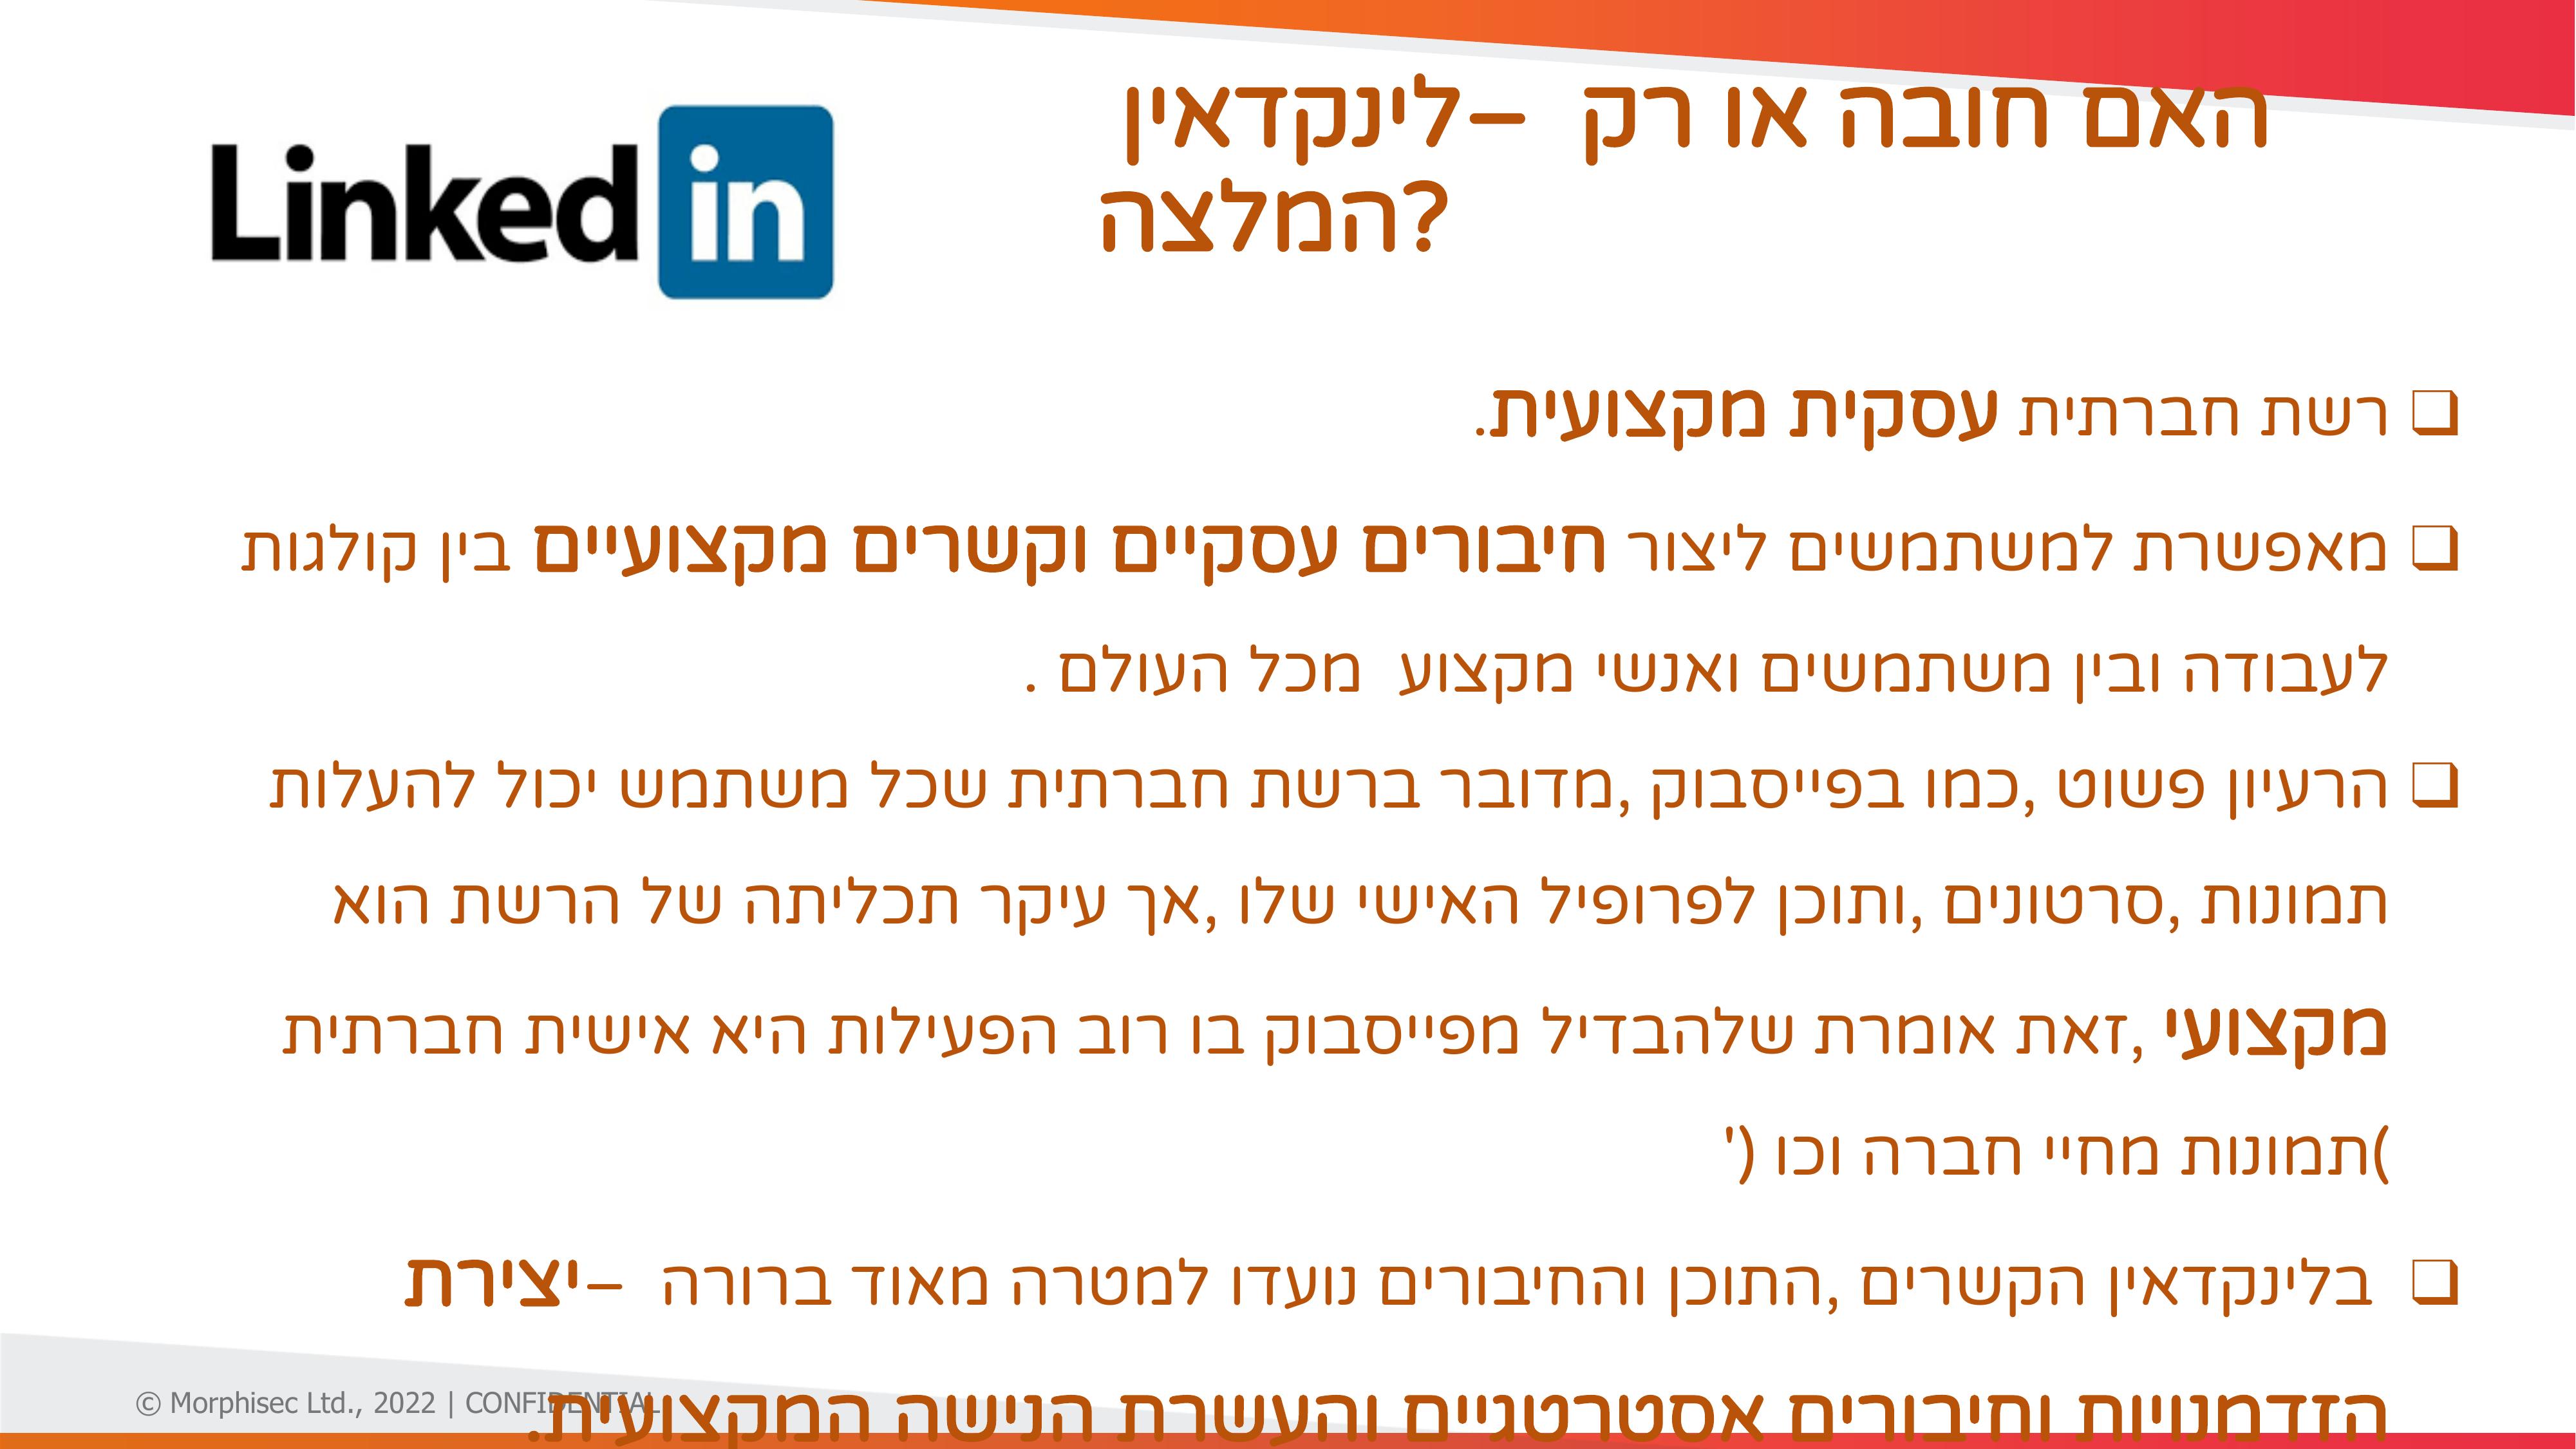 Linked in
לינקדאין – האם חובה או רק
המלצה?
רשת חברתית עסקית מקצועית.
מאפשרת למשתמשים ליצור חיבורים עסקיים וקשרים מקצועיים בין קולגות
לעבודה ובין משתמשים ואנשי מקצוע מכל העולם .
הרעיון פשוט ,כמו בפייסבוק ,מדובר ברשת חברתית שכל משתמש יכול להעלות
תמונות ,סרטונים ,ותוכן לפרופיל האישי שלו ,אך עיקר תכליתה של הרשת הוא
מקצועי ,זאת אומרת שלהבדיל מפייסבוק בו רוב הפעילות היא אישית חברתית
(תמונות מחיי חברה וכו ')
בלינקדאין הקשרים ,התוכן והחיבורים נועדו למטרה מאוד ברורה – יצירת
הזדמנויות וחיבורים אסטרטגיים והעשרת הנישה המקצועית.
© Morphisec Ltd., 2022 | CONFIDENTIAL